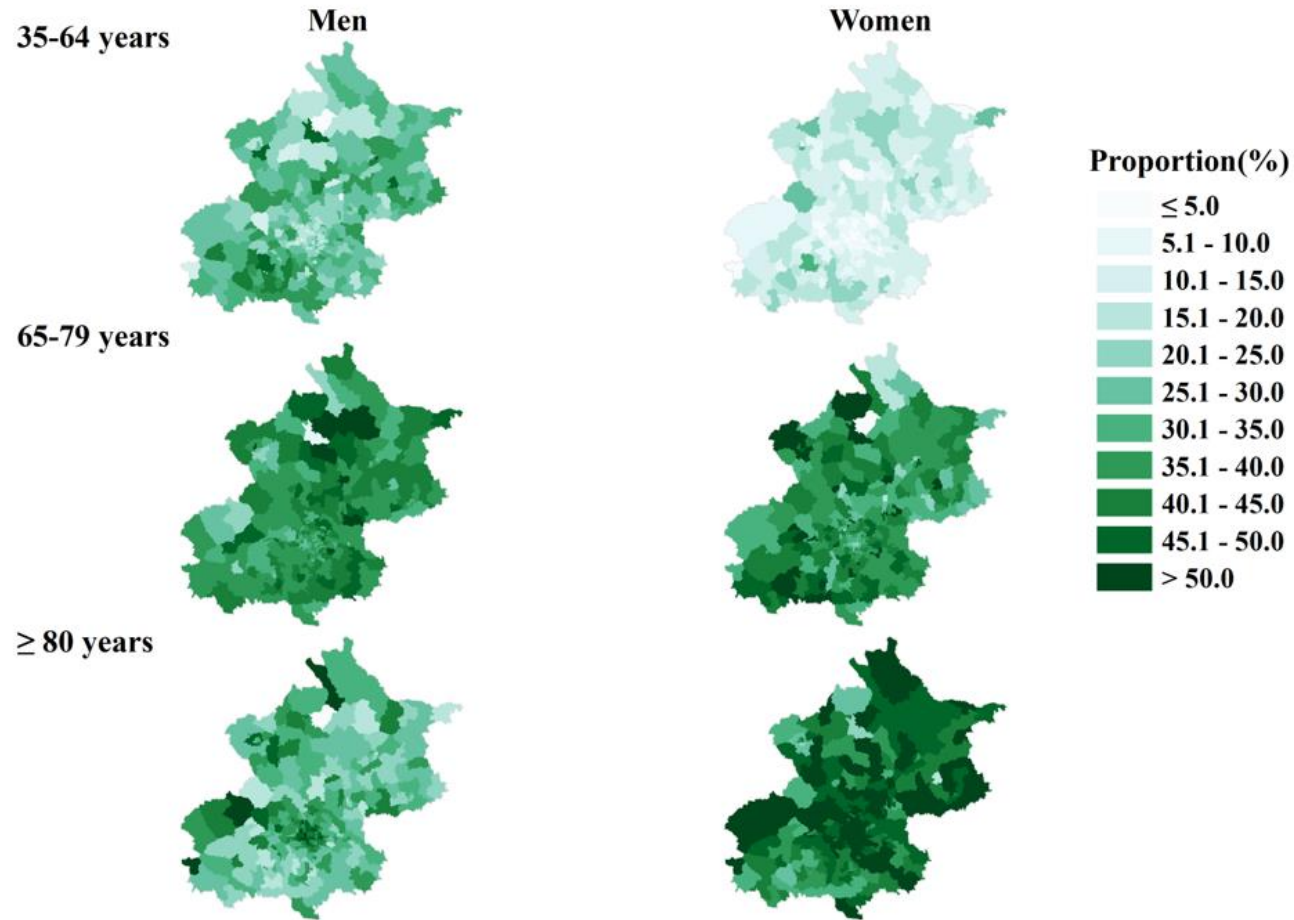 Men
Women
35-64 years
65-79 years
≥ 80 years
Proportion(%)
≤ 5.0
5.1 - 10.0
10.1 - 15.0
15.1 - 20.0
20.1 - 25.0
25.1 - 30.0
30.1 - 35.0
35.1 - 40.0
40.1 - 45.0
45.1 - 50.0
> 50.0